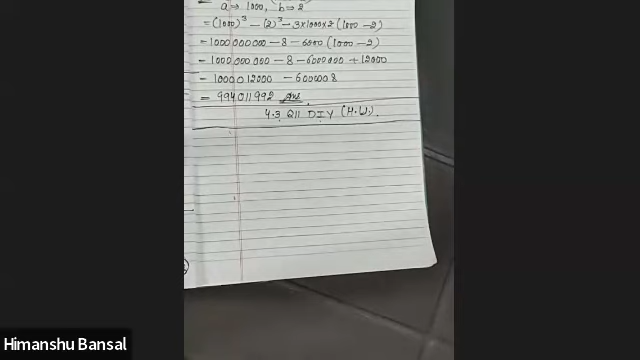 a ⇒ 1000, b ⇒ 2
= (1000)³ - (2)³ - 3×1000×2 (1000 - 2)
= 1000000000 - 8 - 6000 (1000 - 2)
= 1000000000 - 8 - 6000000 + 12000
= 1000012000 - 6000008
= 994011992 Ans.
4.3 Q11 DIY (H.W.).
Himanshu Bansal